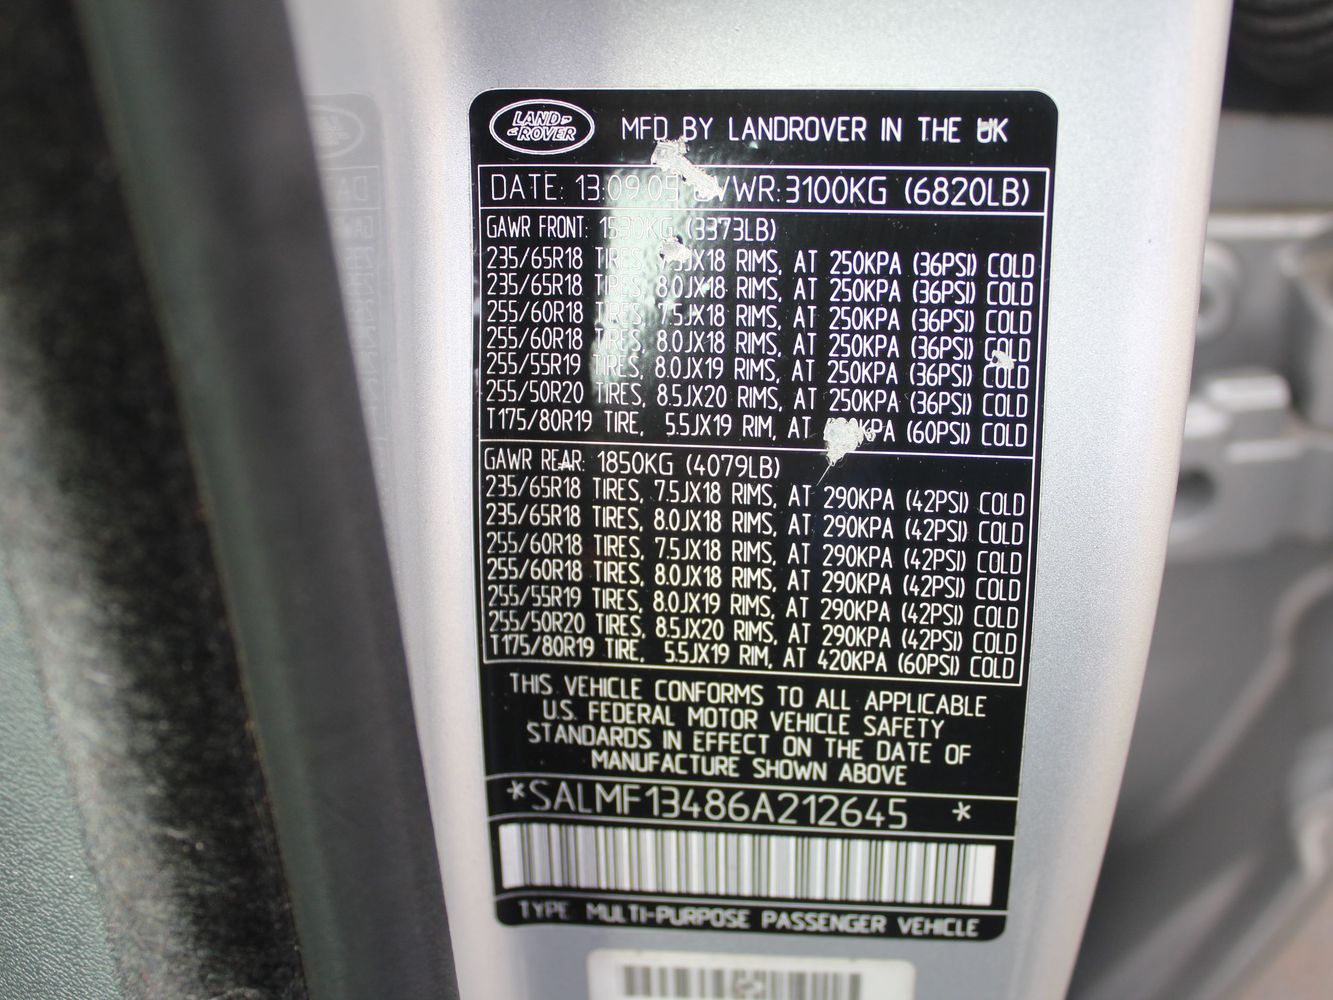 LAND-
-ROVER
MFD BY LANDROVER IN THE UK
DATE: 13.09.05 GVWR: 3100KG (6820LB)
GAWR FRONT: 1530KG (3373LB)
235/65R18 TIRES, 7.5JX18 RIMS, AT 250KPA (36PSI) COLD
235/65R18 TIRES, 8.0JX18 RIMS, AT 250KPA (36PSI) COLD
255/60R18 TIRES, 7.5JX18 RIMS, AT 250KPA (36PSI) COLD
255/60R18 TIRES, 8.0JX18 RIMS, AT 250KPA (36PSI) COLD
255/55R19 TIRES, 8.0JX19 RIMS, AT 250KPA (36PSI) COLD
255/50R20 TIRES, 8.5JX20 RIMS, AT 250KPA (36PSI) COLD
T175/80R19 TIRE, 5.5JX19 RIM, AT (60PSI) COLD
GAWR REAR: 1850KG (4079LB)
235/65R18 TIRES, 7.5JX18 RIMS, AT 290KPA (42PSI) COLD
235/65R18 TIRES, 8.0JX18 RIMS, AT 290KPA (42PSI) COLD
255/60R18 TIRES, 7.5JX18 RIMS, AT 290KPA (42PSI) COLD
255/60R18 TIRES, 8.0JX18 RIMS, AT 290KPA (42PSI) COLD
255/55R19 TIRES, 8.0JX19 RIMS, AT 290KPA (42PSI) COLD
255/50R20 TIRES, 8.5JX20 RIMS, AT 290KPA (42PSI) COLD
T175/80R19 TIRE, 5.5JX19 RIM, AT 420KPA (60PSI) COLD
THIS VEHICLE CONFORMS TO ALL APPLICABLE
U.S. FEDERAL MOTOR VEHICLE SAFETY
STANDARDS IN EFFECT ON THE DATE OF
MANUFACTURE SHOWN ABOVE
*SALMF13486A212645 *
TYPE MULTI-PURPOSE PASSENGER VEHICLE